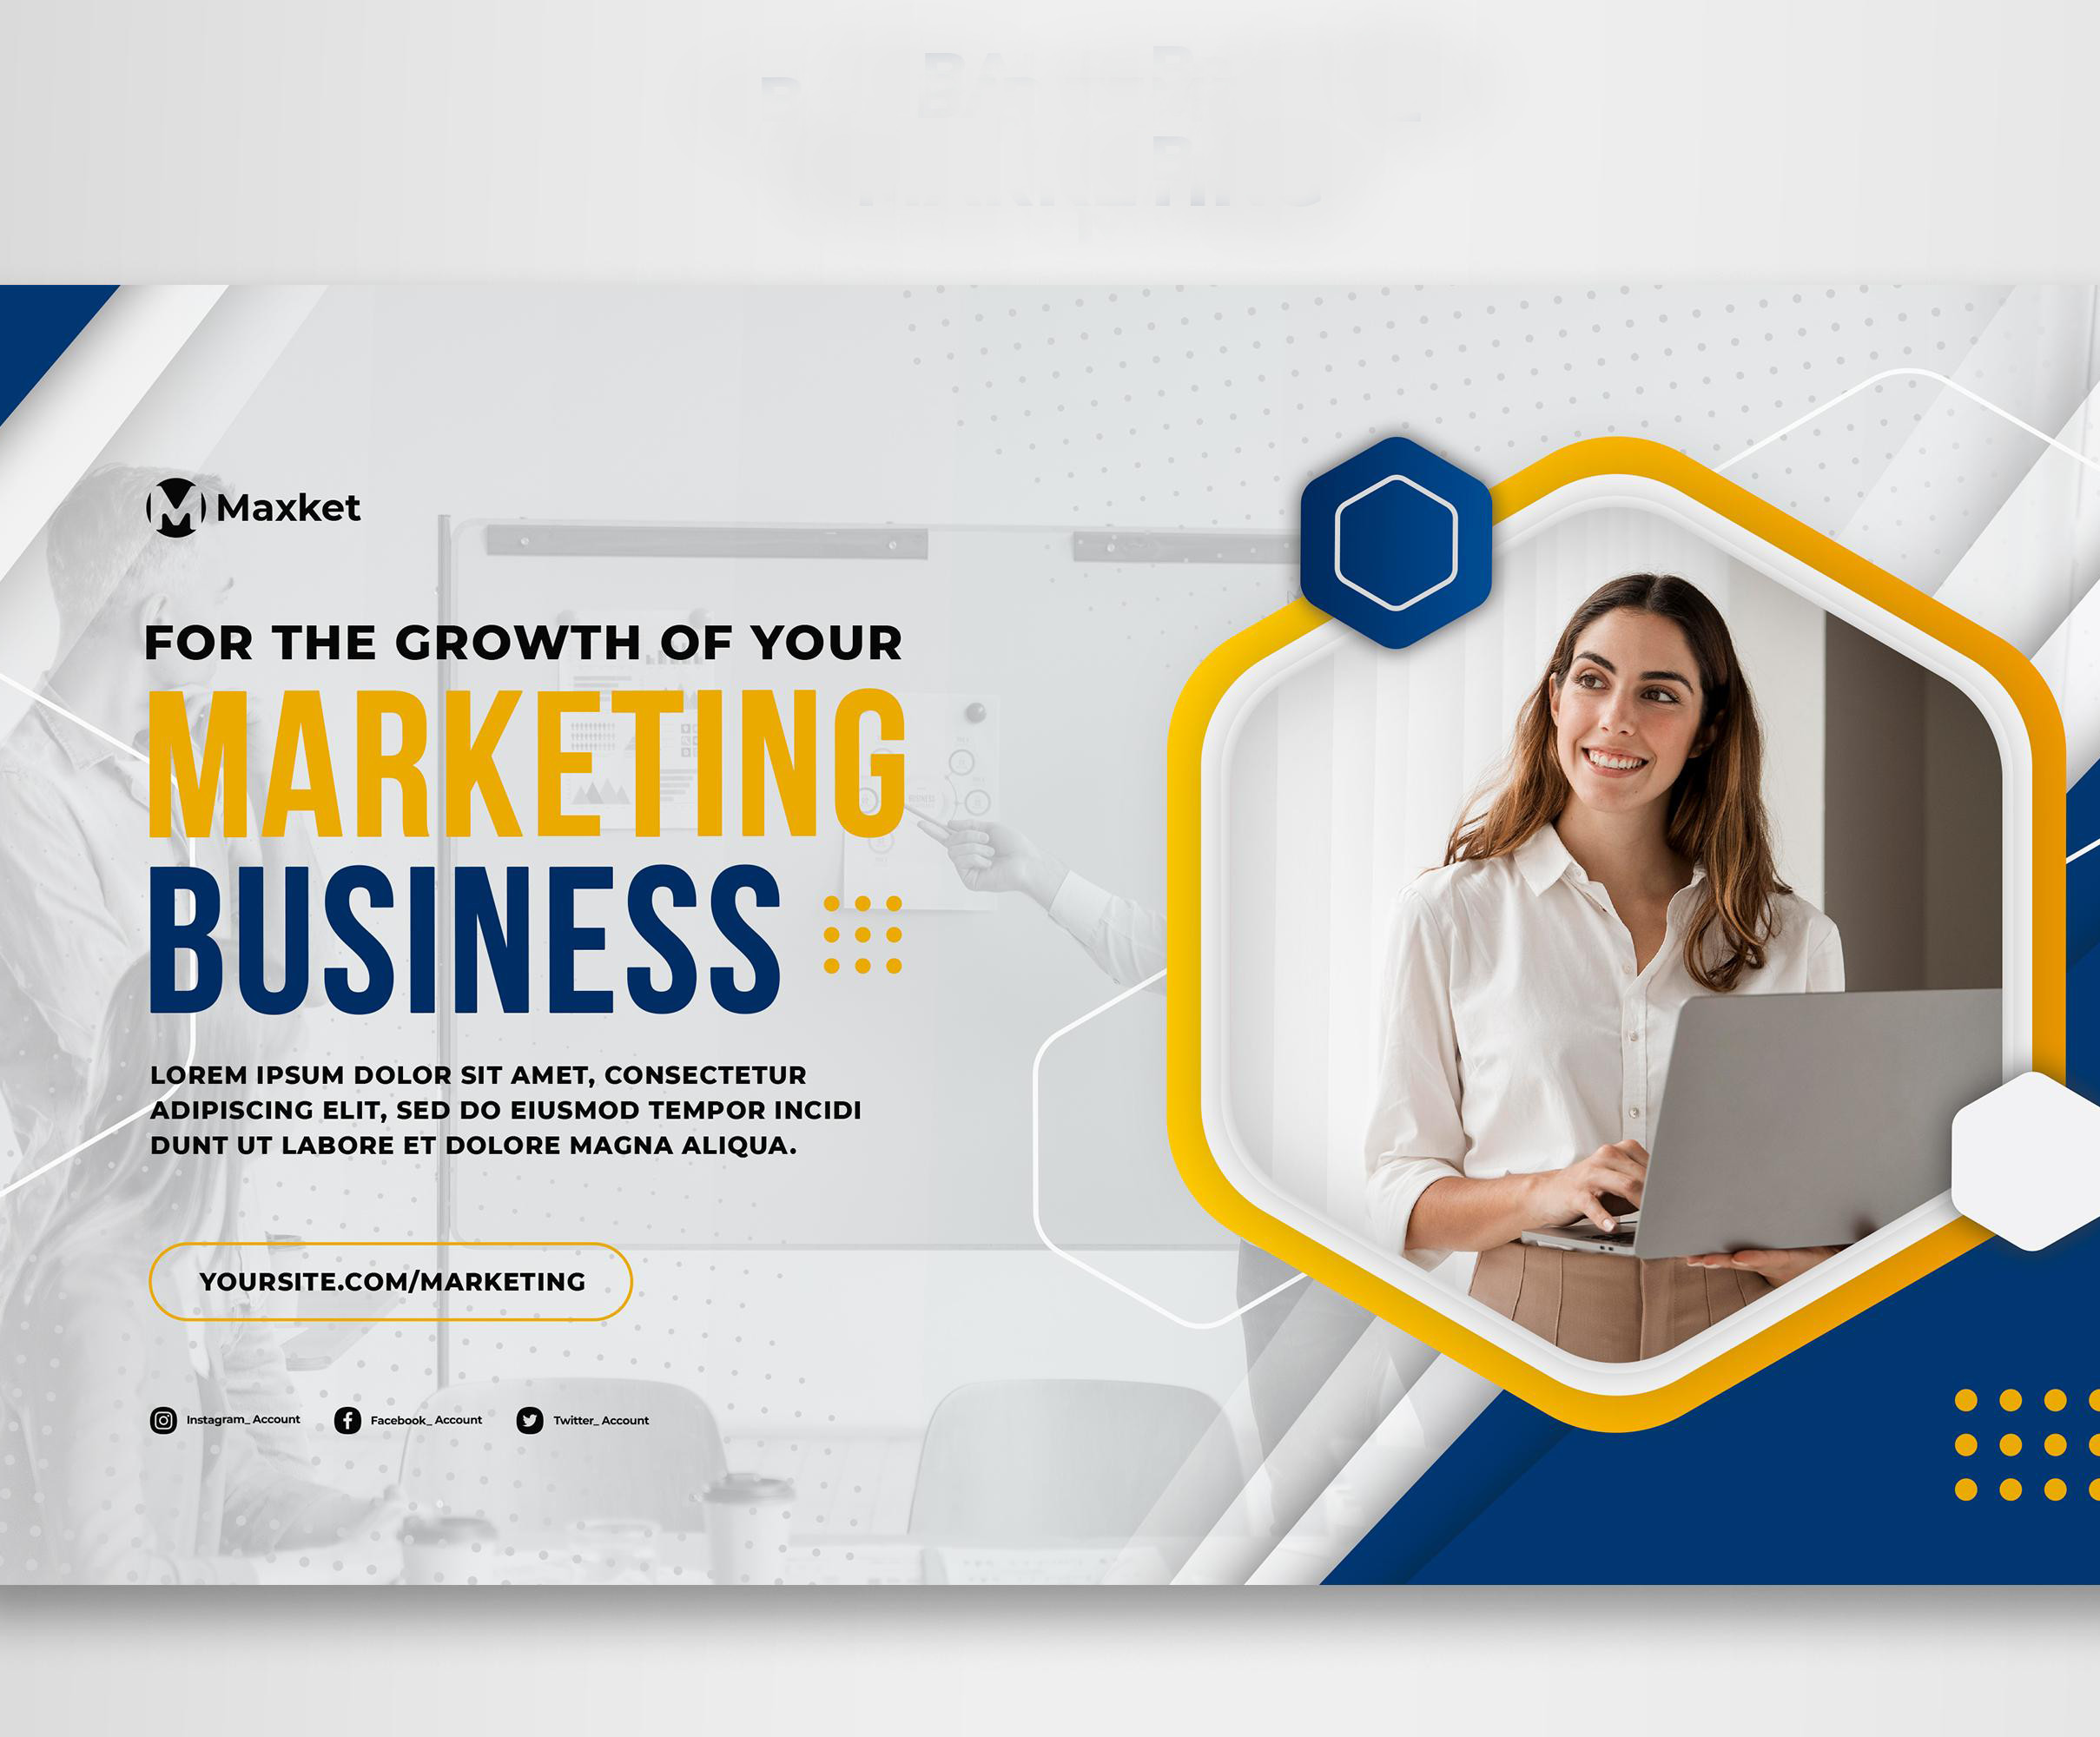 Maxket
FOR THE GROWTH OF YOUR
MARKETING
BUSINESS
LOREM IPSUM DOLOR SIT AMET, CONSECTETUR
ADIPISCING ELIT, SED DO EIUSMOD TEMPOR INCIDI
DUNT UT LABORE ET DOLORE MAGNA ALIQUA.
YOURSITE.COM/MARKETING
Instagram_ Account Facebook_ Account Twitter_ Account